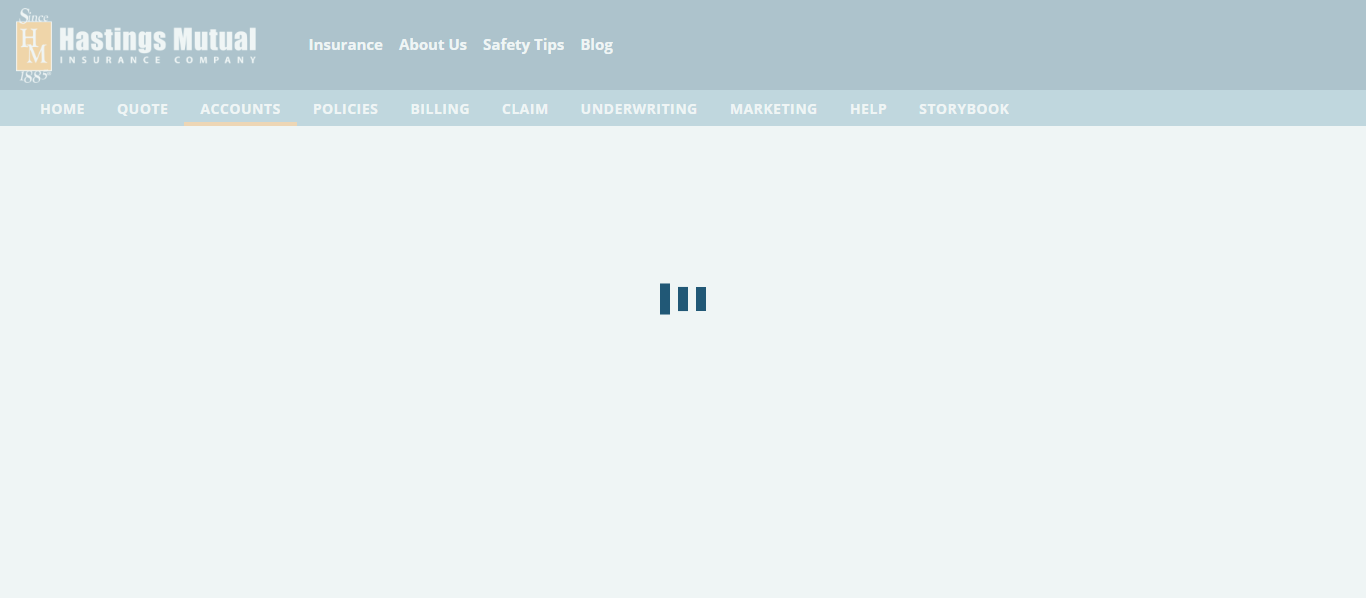 Since
HM
1885
Hastings Mutual
INSURANCE COMPANY
Insurance About Us Safety Tips Blog
HOME QUOTE ACCOUNTS POLICIES BILLING CLAIM UNDERWRITING MARKETING HELP STORYBOOK